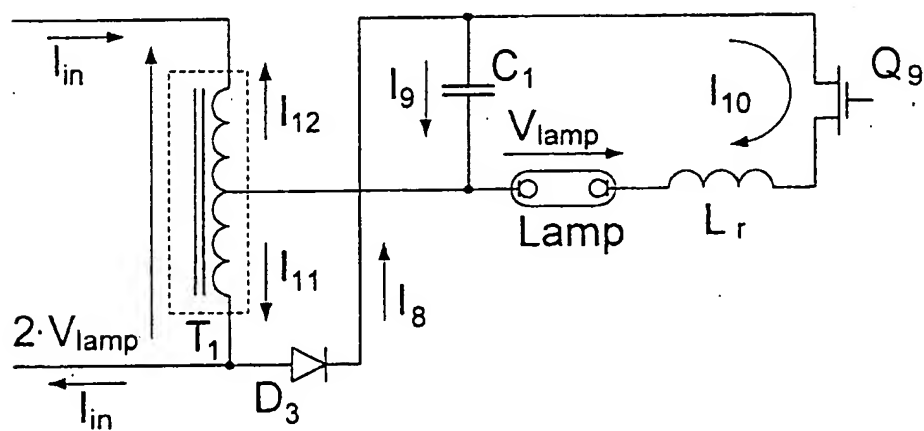 I_in
I_12
I_9
C_1
I_10
Q_9
V_lamp
Lamp
L_r
I_11
I_8
2·V_lamp
T_1
I_in
D_3